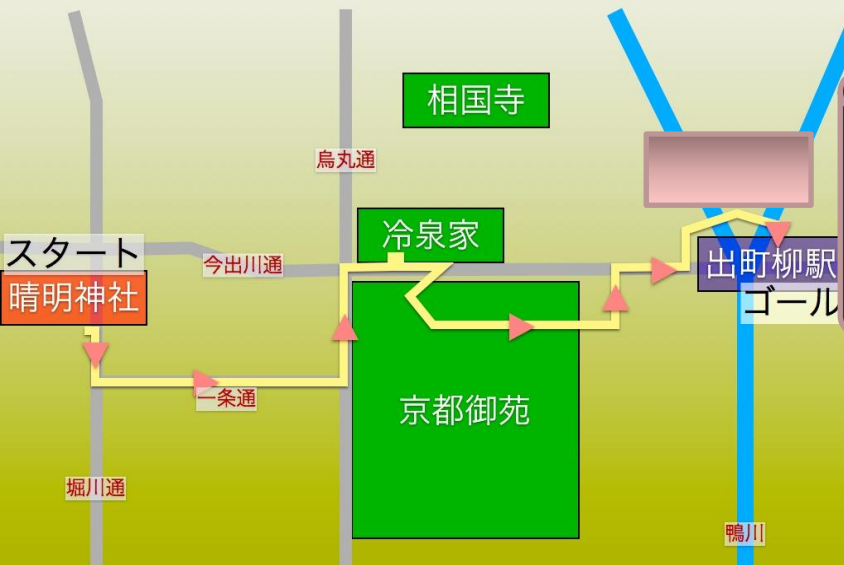 相国寺
烏丸通
冷泉家
スタート
今出川通
出町柳駅
晴明神社
ゴール
一条通
京都御苑
堀川通
鴨川